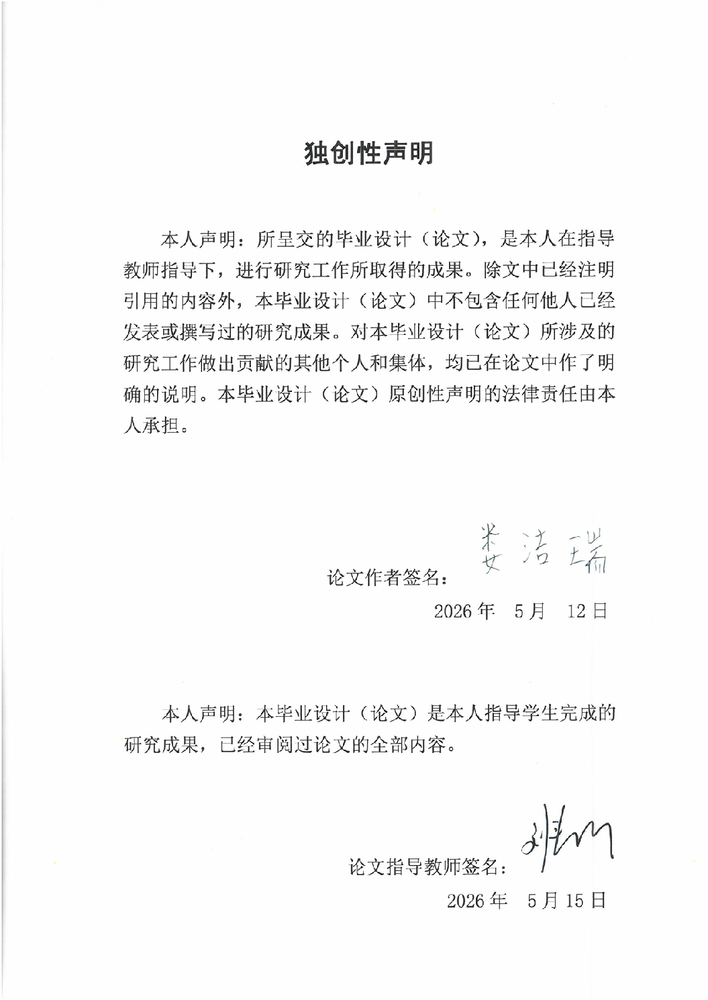 独创性声明
本人声明：所呈交的毕业设计（论文），是本人在指导
教师指导下，进行研究工作所取得的成果。除文中已经注明
引用的内容外，本毕业设计（论文）中不包含任何他人已经
发表或撰写过的研究成果。对本毕业设计（论文）所涉及的
研究工作做出贡献的其他个人和集体，均已在论文中作了明
确的说明。本毕业设计（论文）原创性声明的法律责任由本
人承担。
论文作者签名：娄洁瑞
2026 年 5 月 12 日
本人声明：本毕业设计（论文）是本人指导学生完成的
研究成果，已经审阅过论文的全部内容。
论文指导教师签名：
2026 年 5 月 15 日